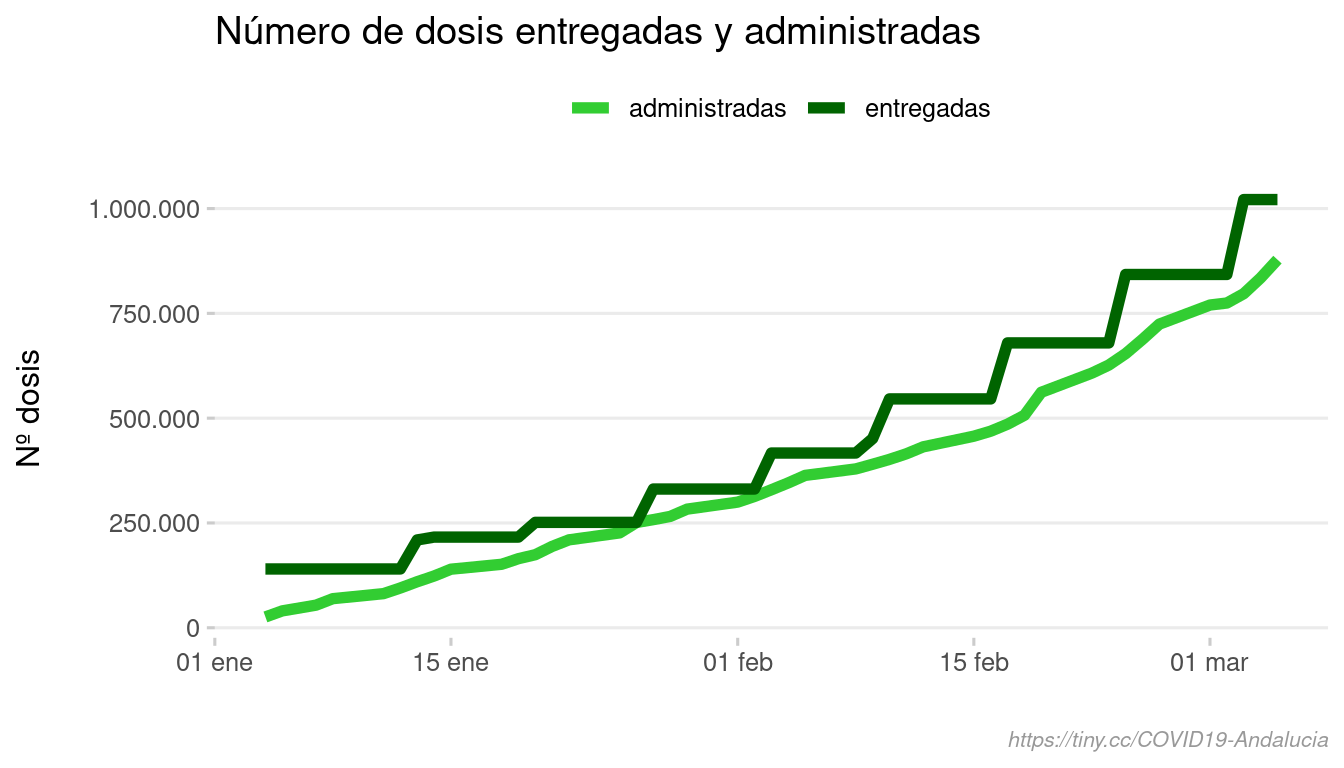 Número de dosis entregadas y administradas
administradas entregadas
Nº dosis
1.000.000
750.000
500.000
250.000
0
01 ene 15 ene 01 feb 15 feb 01 mar
https://tiny.cc/COVID19-Andalucia